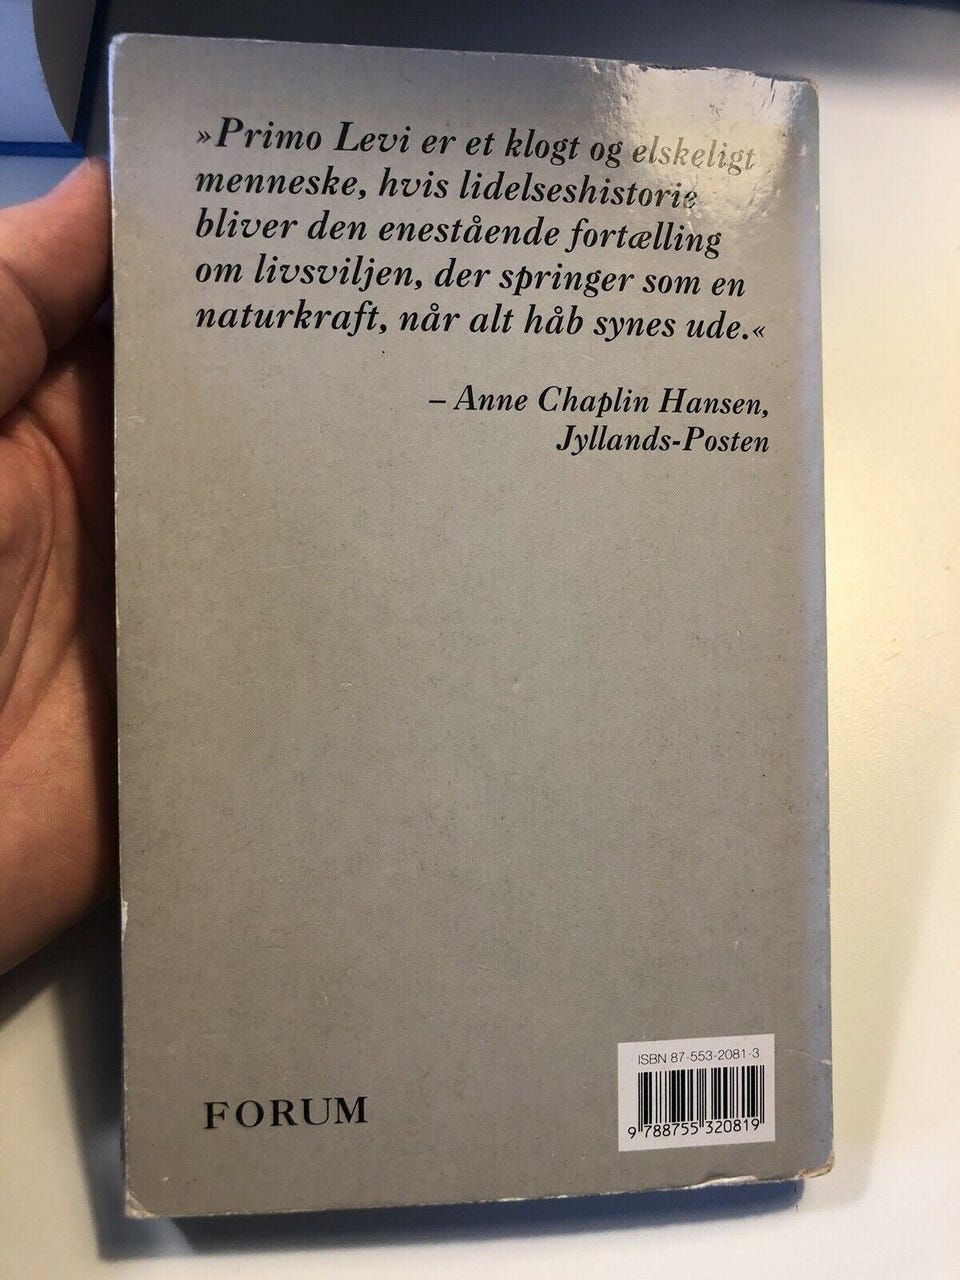 »Primo Levi er et klogt og elskeligt
menneske, hvis lidelseshistorie
bliver den enestående fortælling
om livsviljen, der springer som en
naturkraft, når alt håb synes ude.«
– Anne Chaplin Hansen,
Jyllands-Posten
FORUM
ISBN 87-553-2081-3
9 788755 320819